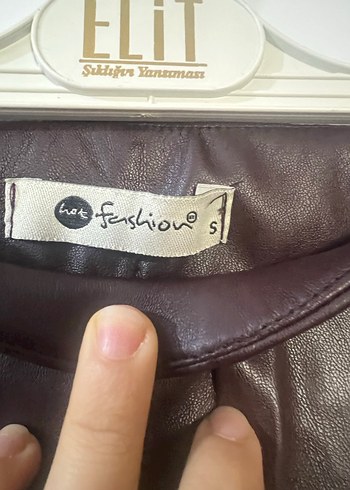 ELiT
Şıklığın Yansıması
hot fashion ®
S